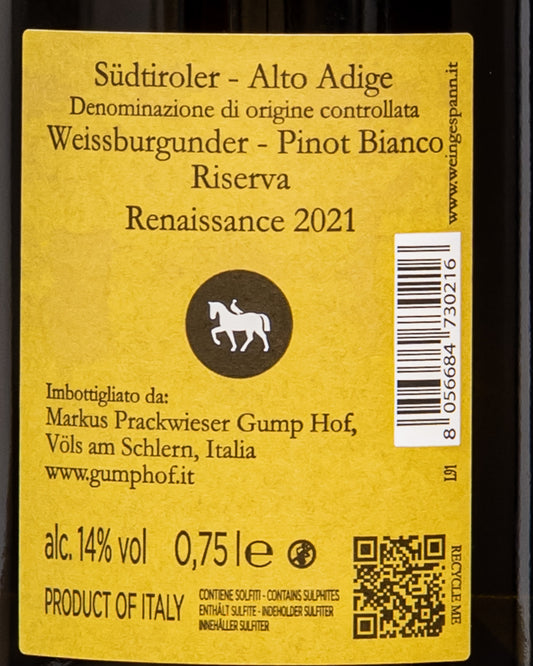 Südtiroler - Alto Adige
Denominazione di origine controllata
Weissburgunder - Pinot Bianco
Riserva
Renaissance 2021
www.weingespann.it
8 056684 730216
Imbottigliato da:
Markus Prackwieser Gump Hof,
Völs am Schlern, Italia
www.gumphof.it
L91
alc. 14% vol 0,75 l e
PRODUCT OF ITALY
CONTIENE SOLFITI - CONTAINS SULPHITES
ENTHÄLT SULFITE - INDEHOLDER SULFITER
INNEHÅLLER SULFITER
RECYCLE ME